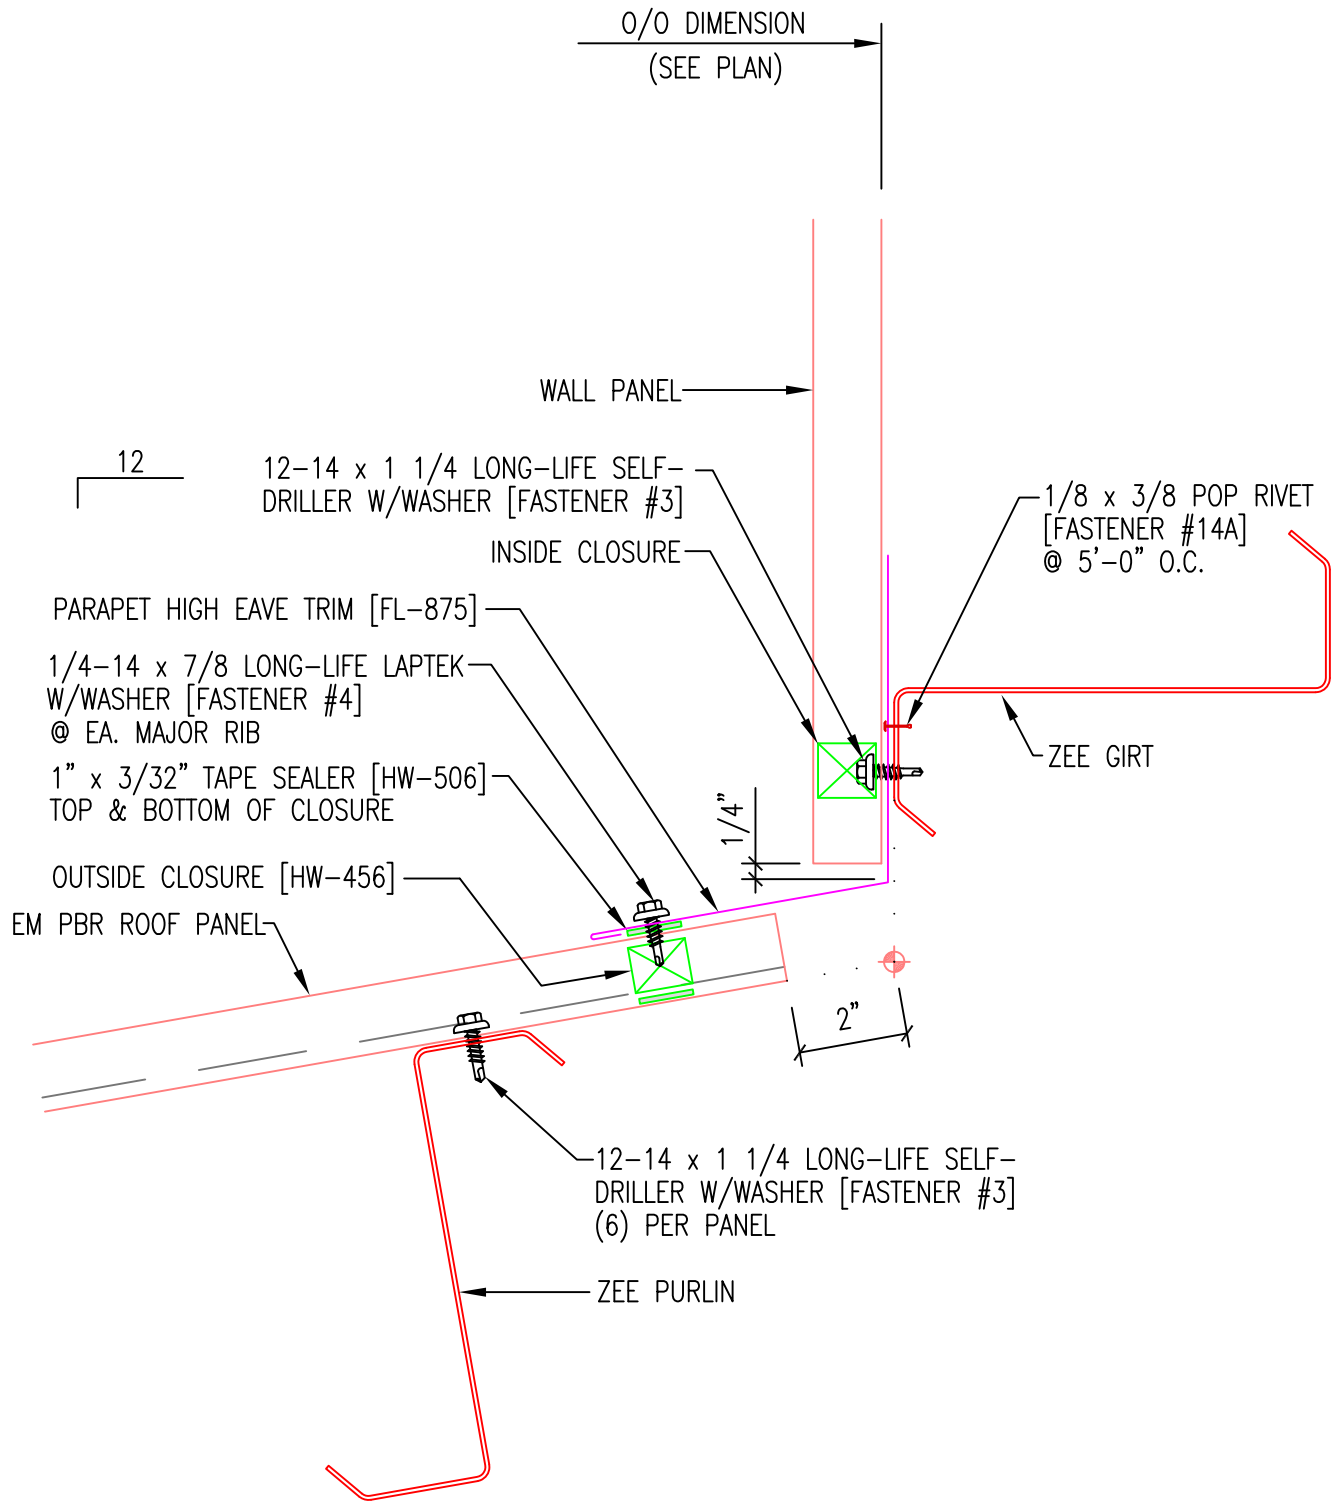 O/O DIMENSION
(SEE PLAN)
WALL PANEL
12
12-14 x 1 1/4 LONG-LIFE SELF-
DRILLER W/WASHER [FASTENER #3]
INSIDE CLOSURE
1/8 x 3/8 POP RIVET
[FASTENER #14A]
@ 5'-0" O.C.
PARAPET HIGH EAVE TRIM [FL-875]
1/4-14 x 7/8 LONG-LIFE LAPTEK
W/WASHER [FASTENER #4]
@ EA. MAJOR RIB
ZEE GIRT
1" x 3/32" TAPE SEALER [HW-506]
TOP & BOTTOM OF CLOSURE
1/4"
OUTSIDE CLOSURE [HW-456]
EM PBR ROOF PANEL
2"
12-14 x 1 1/4 LONG-LIFE SELF-
DRILLER W/WASHER [FASTENER #3]
(6) PER PANEL
ZEE PURLIN